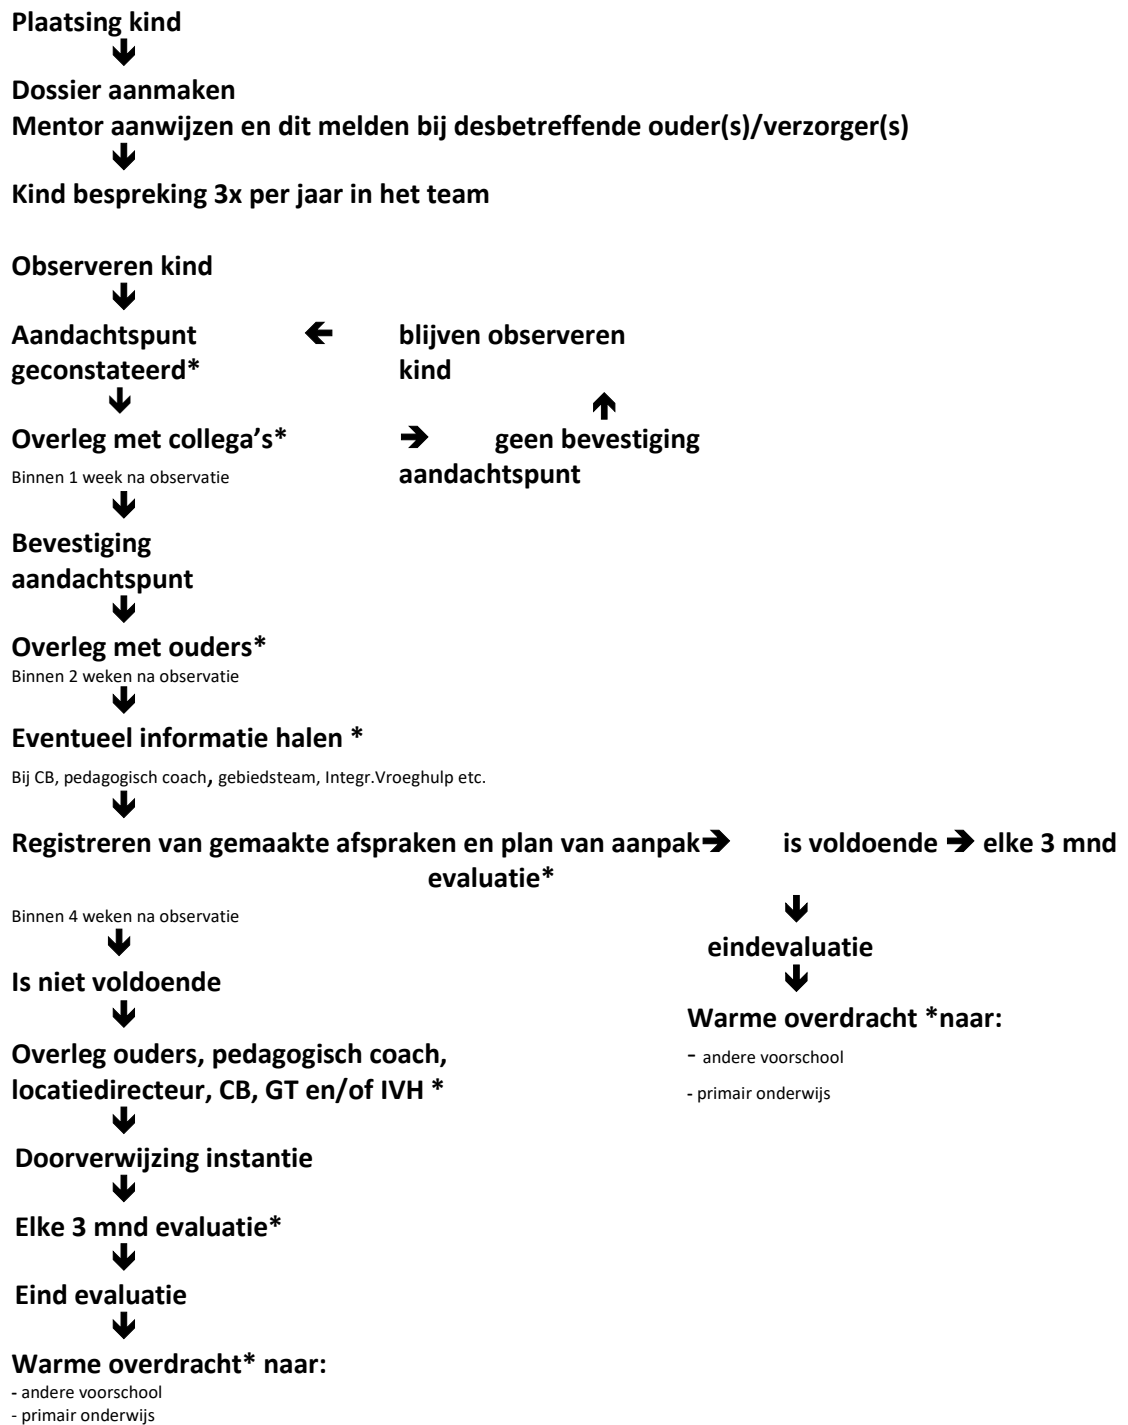 Plaatsing kind
🡻
Dossier aanmaken
Mentor aanwijzen en dit melden bij desbetreffende ouder(s)/verzorger(s)
🡻
Kind bespreking 3x per jaar in het team
Observeren kind
🡻
Aandachtspunt 🡸 blijven observeren
geconstateerd* kind
🡻 🡹
Overleg met collega’s* 🡺 geen bevestiging
Binnen 1 week na observatie aandachtspunt
🡻
Bevestiging
aandachtspunt
🡻
Overleg met ouders*
Binnen 2 weken na observatie
🡻
Eventueel informatie halen *
Bij CB, pedagogisch coach, gebiedsteam, Integr.Vroeghulp etc.
🡻
Registreren van gemaakte afspraken en plan van aanpak🡺 is voldoende 🡺 elke 3 mnd
evaluatie*
Binnen 4 weken na observatie 🡻
🡻 eindevaluatie
Is niet voldoende 🡻
🡻 Warme overdracht *naar:
Overleg ouders, pedagogisch coach, - andere voorschool
locatiedirecteur, CB, GT en/of IVH * - primair onderwijs
🡻
Doorverwijzing instantie
🡻
Elke 3 mnd evaluatie*
🡻
Eind evaluatie
🡻
Warme overdracht* naar:
- andere voorschool
- primair onderwijs